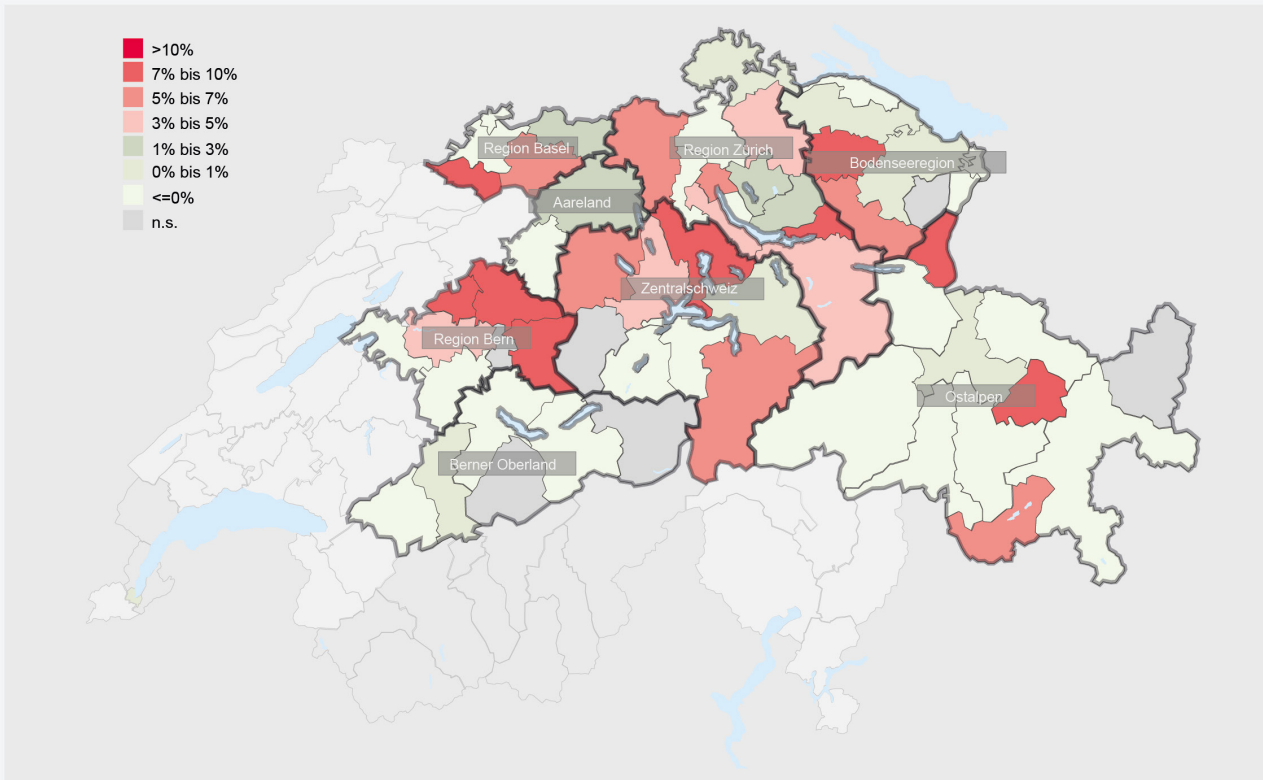 >10%
7% bis 10%
5% bis 7%
3% bis 5%
1% bis 3%
0% bis 1%
<=0%
n.s.
Region Basel
Region Zürich
Bodenseeregion
Aareland
Zentralschweiz
Region Bern
Ostalpen
Berner Oberland